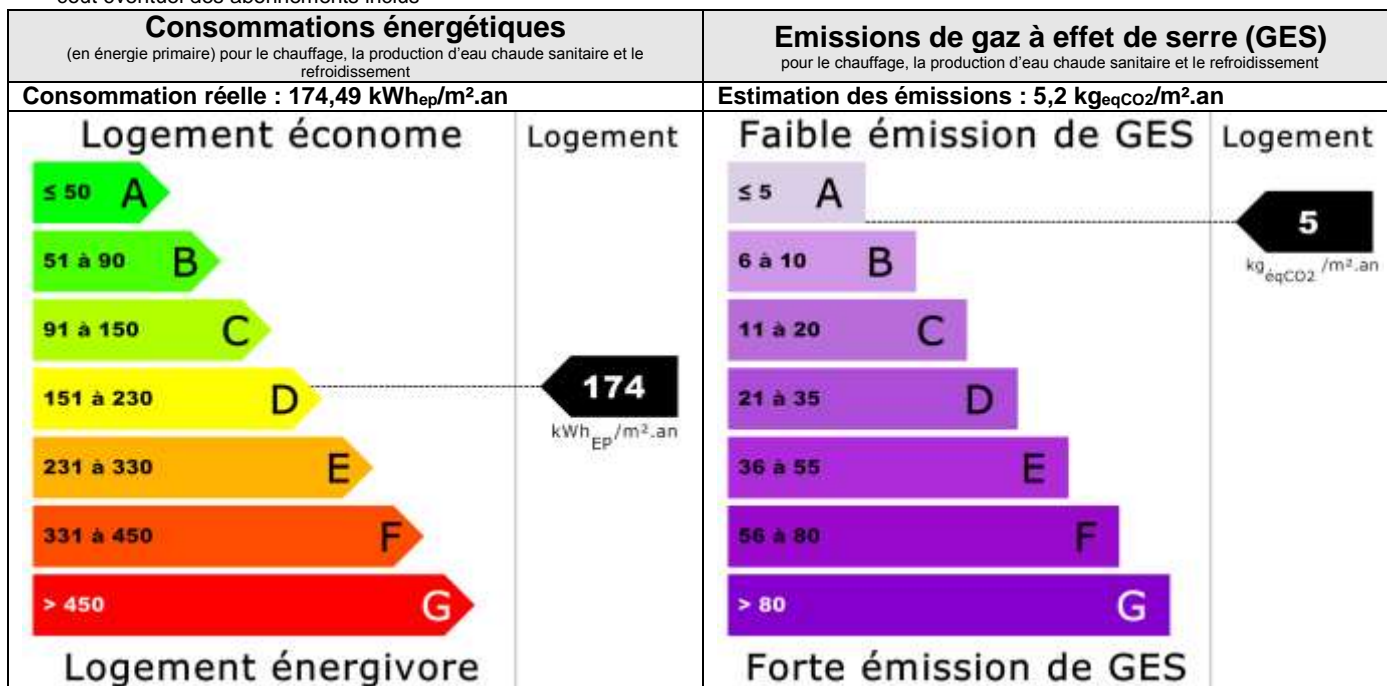 coût éventuel des abonnements inclus
Consommations énergétiques
(en énergie primaire) pour le chauffage, la production d'eau chaude sanitaire et le
refroidissement
Consommation réelle : 174,49 kWhep/m².an
Logement économe
Logement
≤ 50 A
51 à 90 B
91 à 150 C
151 à 230 D
174
kWhEP/m².an
231 à 330 E
331 à 450 F
> 450 G
Logement énergivore
Emissions de gaz à effet de serre (GES)
pour le chauffage, la production d'eau chaude sanitaire et le refroidissement
Estimation des émissions : 5,2 kgeqCO2/m².an
Faible émission de GES
Logement
≤ 5 A
5
kgéqCO2 /m².an
6 à 10 B
11 à 20 C
21 à 35 D
36 à 55 E
56 à 80 F
> 80 G
Forte émission de GES